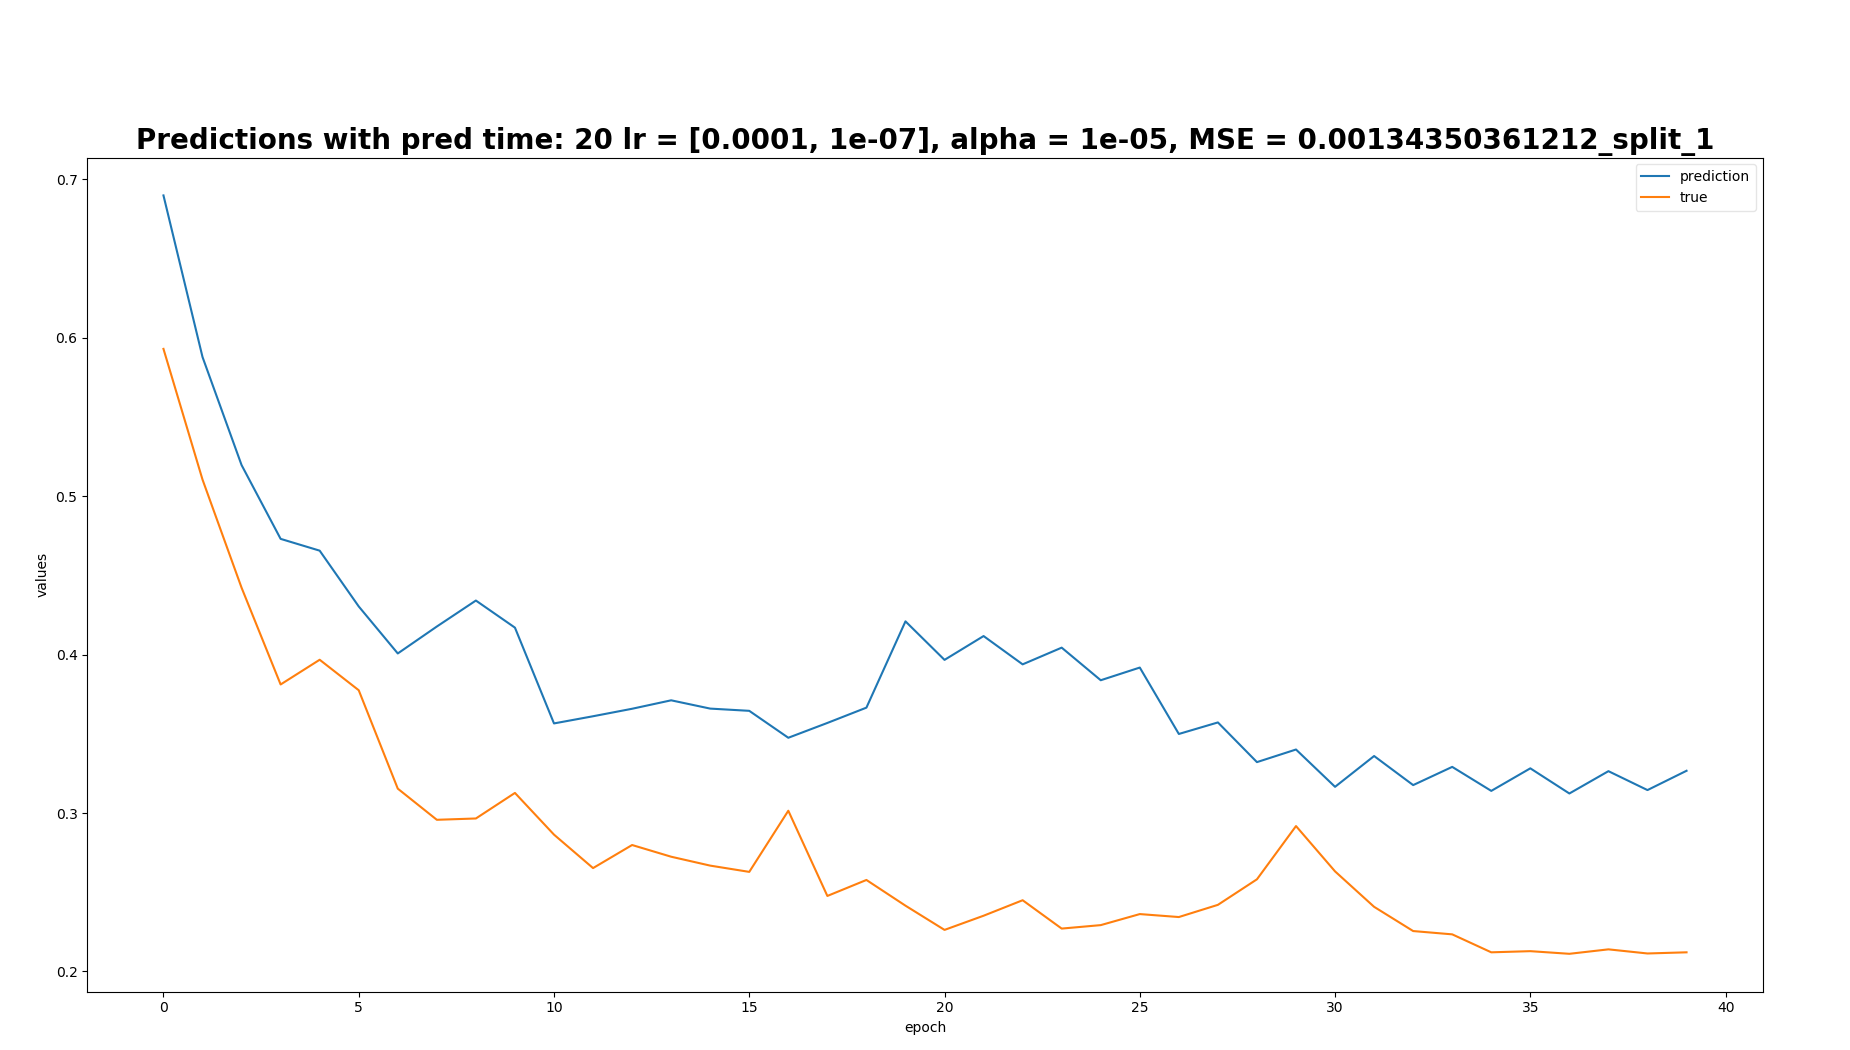 Predictions with pred time: 20 lr = [0.0001, 1e-07], alpha = 1e-05, MSE = 0.00134350361212_split_1
prediction
true
0.7
0.6
0.5
0.4
0.3
0.2
values
0 5 10 15 20 25 30 35 40
epoch